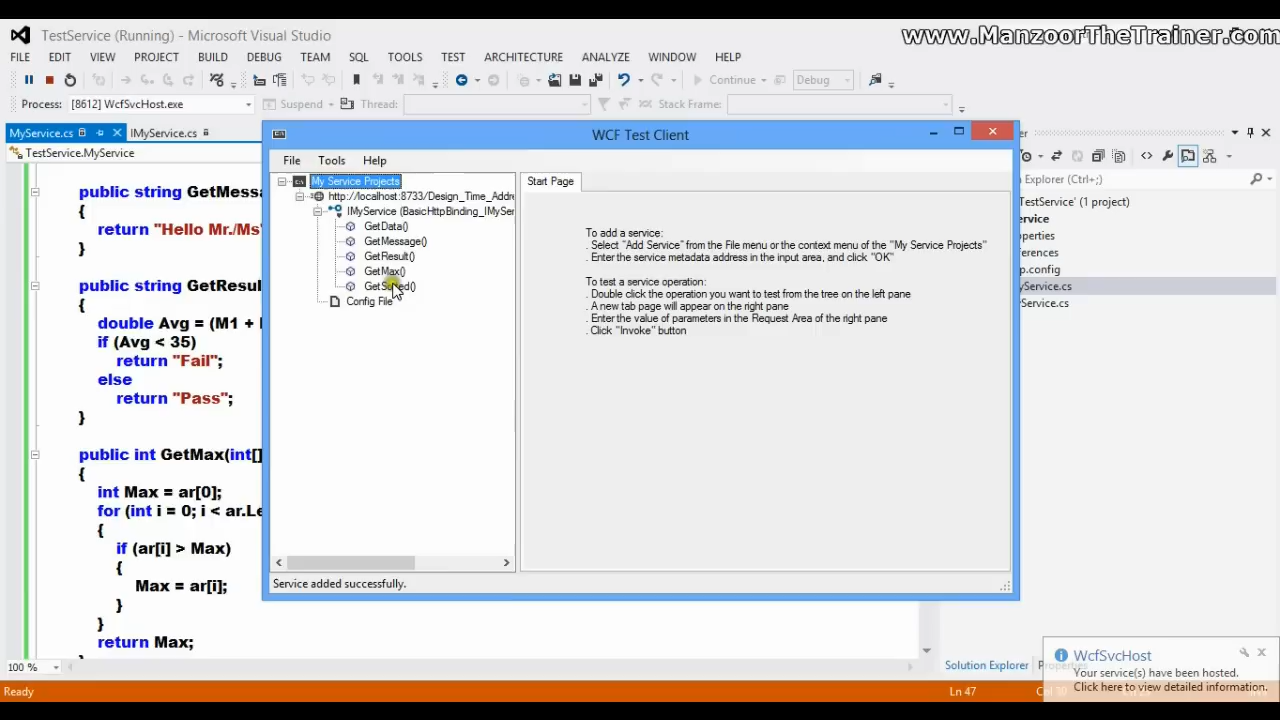 www.ManzoorTheTrainer.com
TestService (Running) - Microsoft Visual Studio
FILE EDIT VIEW PROJECT BUILD DEBUG TEAM SQL TOOLS TEST ARCHITECTURE ANALYZE WINDOW HELP
Continue Debug
Process: [8612] WcfSvcHost.exe Suspend Thread: Stack Frame:
MyService.cs IMyService.cs
TestService.MyService
public string GetMessa
{
return "Hello Mr./Ms"
}
public string GetResul
{
double Avg = (M1 +
if (Avg < 35)
return "Fail";
else
return "Pass";
}
public int GetMax(int[]
{
int Max = ar[0];
for (int i = 0; i < ar.Le
{
if (ar[i] > Max)
{
Max = ar[i];
}
}
return Max;
100 %
WCF Test Client
File Tools Help
My Service Projects
http://localhost:8733/Design_Time_Addre
IMyService (BasicHttpBinding_IMySer
GetData()
GetMessage()
GetResult()
GetMax()
Config File
Start Page
To add a service:
. Select "Add Service" from the File menu or the context menu of the "My Service Projects"
. Enter the service metadata address in the input area, and click "OK"
To test a service operation:
. Double click the operation you want to test from the tree on the left pane
. A new tab page will appear on the right pane
. Enter the value of parameters in the Request Area of the right pane
. Click "Invoke" button
Service added successfully.
er
Explorer (Ctrl+;)
TestService' (1 project)
ervice
perties
erences
p.config
yService.cs
Service.cs
Solution Explorer
WcfSvcHost
Your service(s) have been hosted.
Click here to view detailed information.
Ready
Ln 47